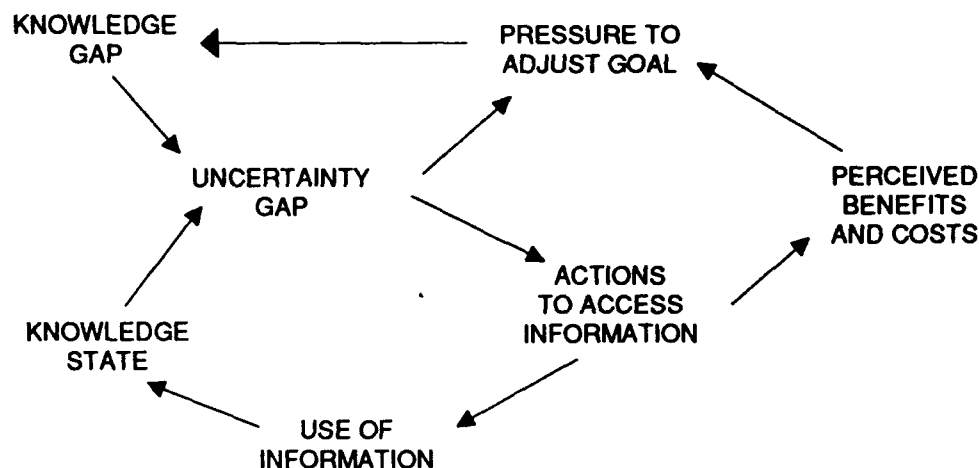 KNOWLEDGE
GAP
PRESSURE TO
ADJUST GOAL
UNCERTAINTY
GAP
PERCEIVED
BENEFITS
AND COSTS
ACTIONS
TO ACCESS
INFORMATION
KNOWLEDGE
STATE
USE OF
INFORMATION